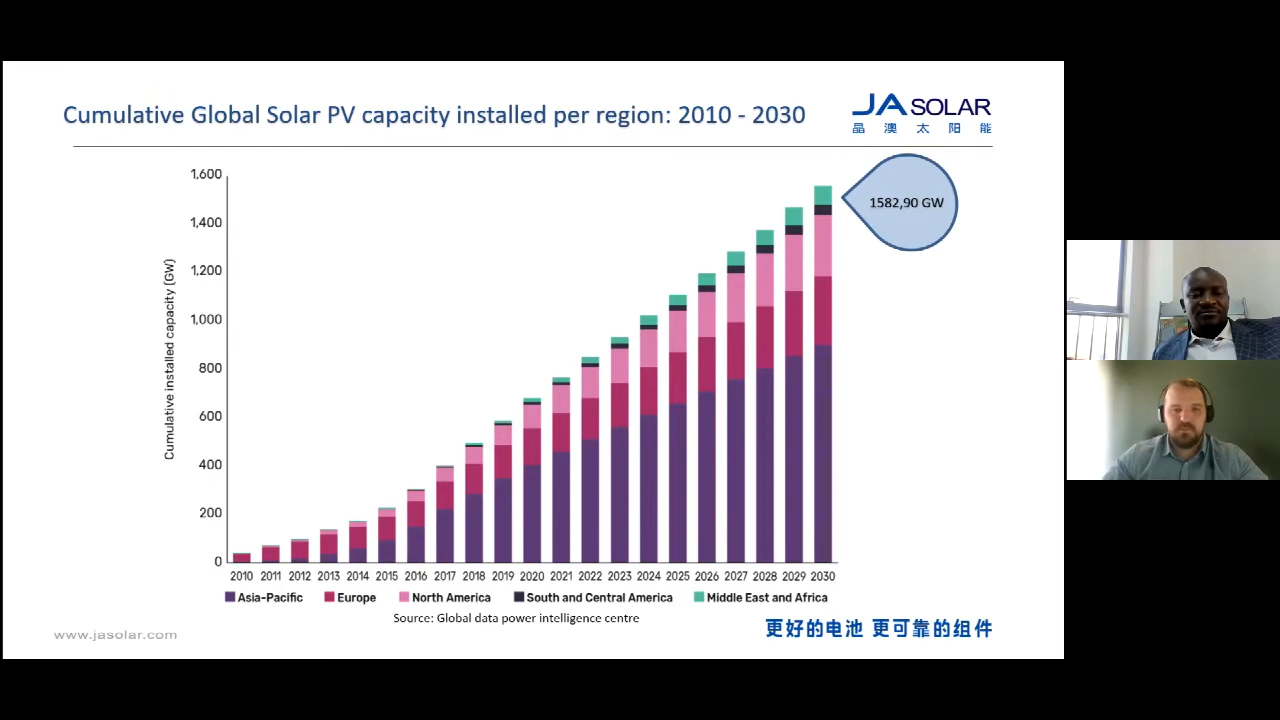 Cumulative Global Solar PV capacity installed per region: 2010 - 2030
JA SOLAR
晶澳太阳能
1582,90 GW
Cumulative installed capacity (GW)
1,600
1,400
1,200
1,000
800
600
400
200
0
2010 2011 2012 2013 2014 2015 2016 2017 2018 2019 2020 2021 2022 2023 2024 2025 2026 2027 2028 2029 2030
Asia-Pacific Europe North America South and Central America Middle East and Africa
Source: Global data power intelligence centre
www.jasolar.com
更好的电池 更可靠的组件